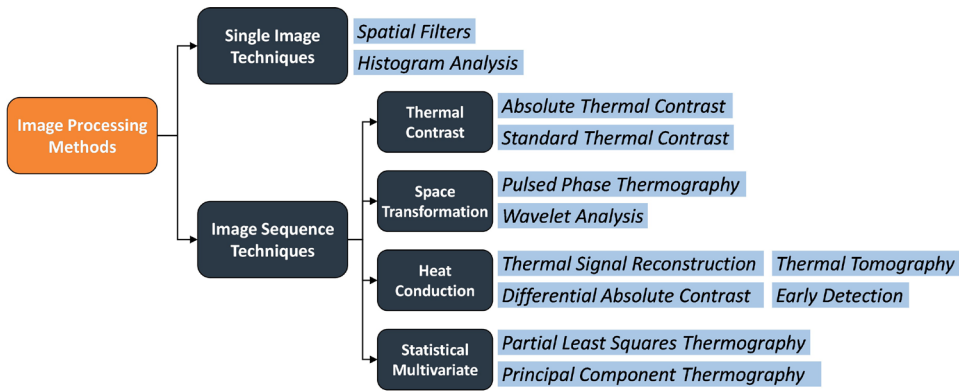 Image Processing
Methods
Single Image
Techniques
Spatial Filters
Histogram Analysis
Image Sequence
Techniques
Thermal
Contrast
Absolute Thermal Contrast
Standard Thermal Contrast
Space
Transformation
Pulsed Phase Thermography
Wavelet Analysis
Heat
Conduction
Thermal Signal Reconstruction
Thermal Tomography
Differential Absolute Contrast
Early Detection
Statistical
Multivariate
Partial Least Squares Thermography
Principal Component Thermography